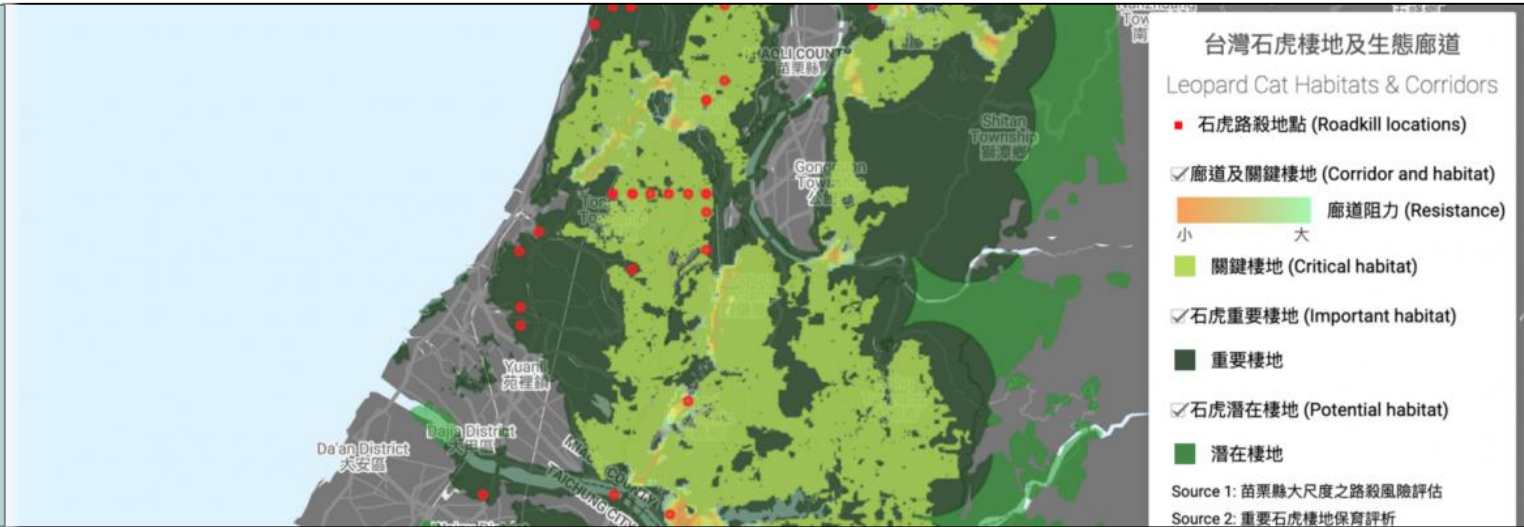 台灣石虎棲地及生態廊道
Leopard Cat Habitats & Corridors
石虎路殺地點 (Roadkill locations)
廊道及關鍵棲地 (Corridor and habitat)
廊道阻力 (Resistance)
小 大
關鍵棲地 (Critical habitat)
石虎重要棲地 (Important habitat)
重要棲地
石虎潛在棲地 (Potential habitat)
潛在棲地
Source 1: 苗栗縣大尺度之路殺風險評估
Source 2: 重要石虎棲地保育評析
苗栗縣
Shitan
Township
獅潭鄉
苑裡鎮
Dajia District
Da'an District
大安區
COUNTY
TAICHUNG CITY